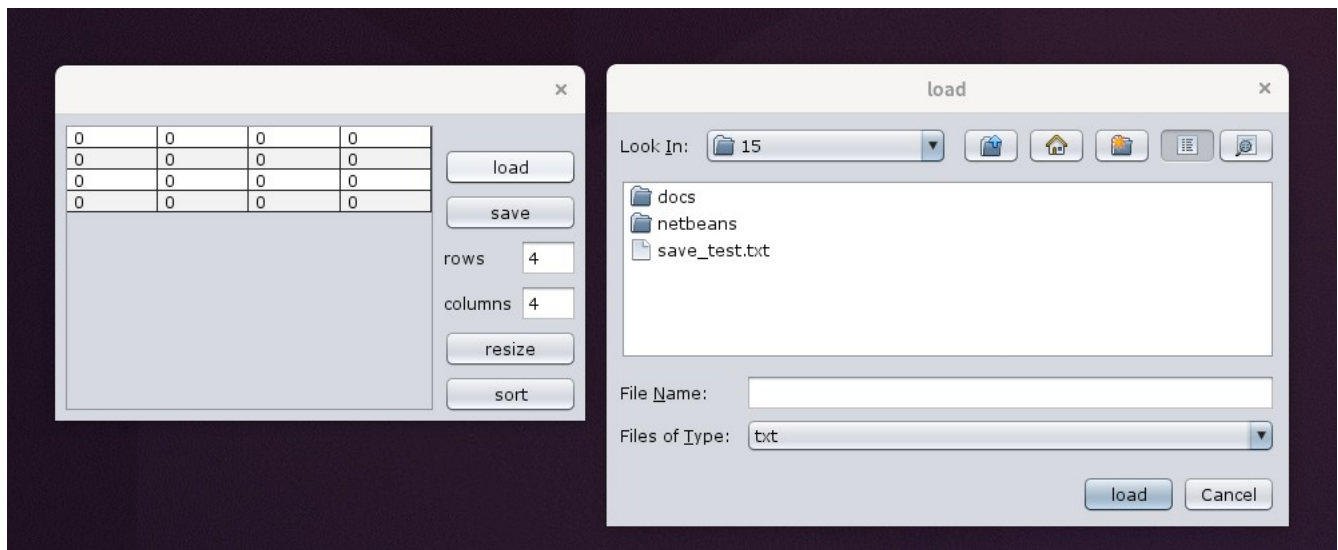 0 0 0 0
0 0 0 0
0 0 0 0
0 0 0 0
load
save
rows 4
columns 4
resize
sort
load
Look In: 15
docs
netbeans
save_test.txt
File Name:
Files of Type: txt
load Cancel